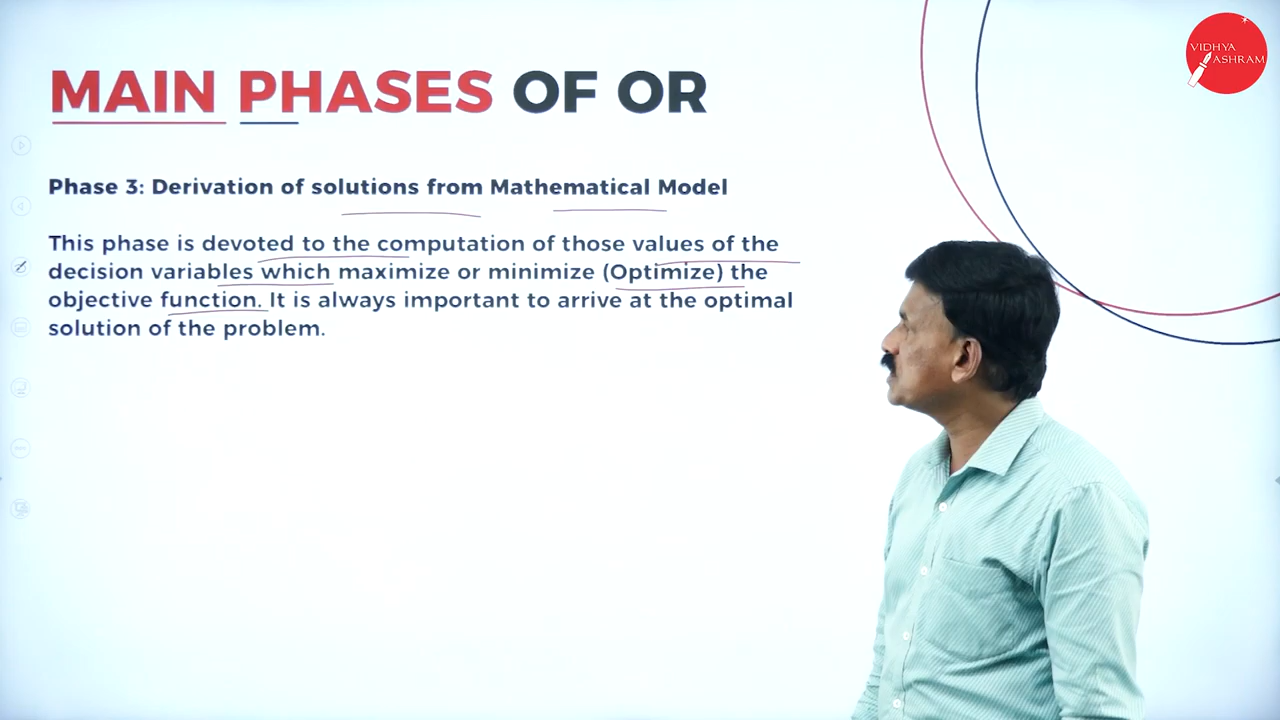 VIDHYA
ASHRAM
MAIN PHASES OF OR
Phase 3: Derivation of solutions from Mathematical Model
This phase is devoted to the computation of those values of the
decision variables which maximize or minimize (Optimize) the
objective function. It is always important to arrive at the optimal
solution of the problem.